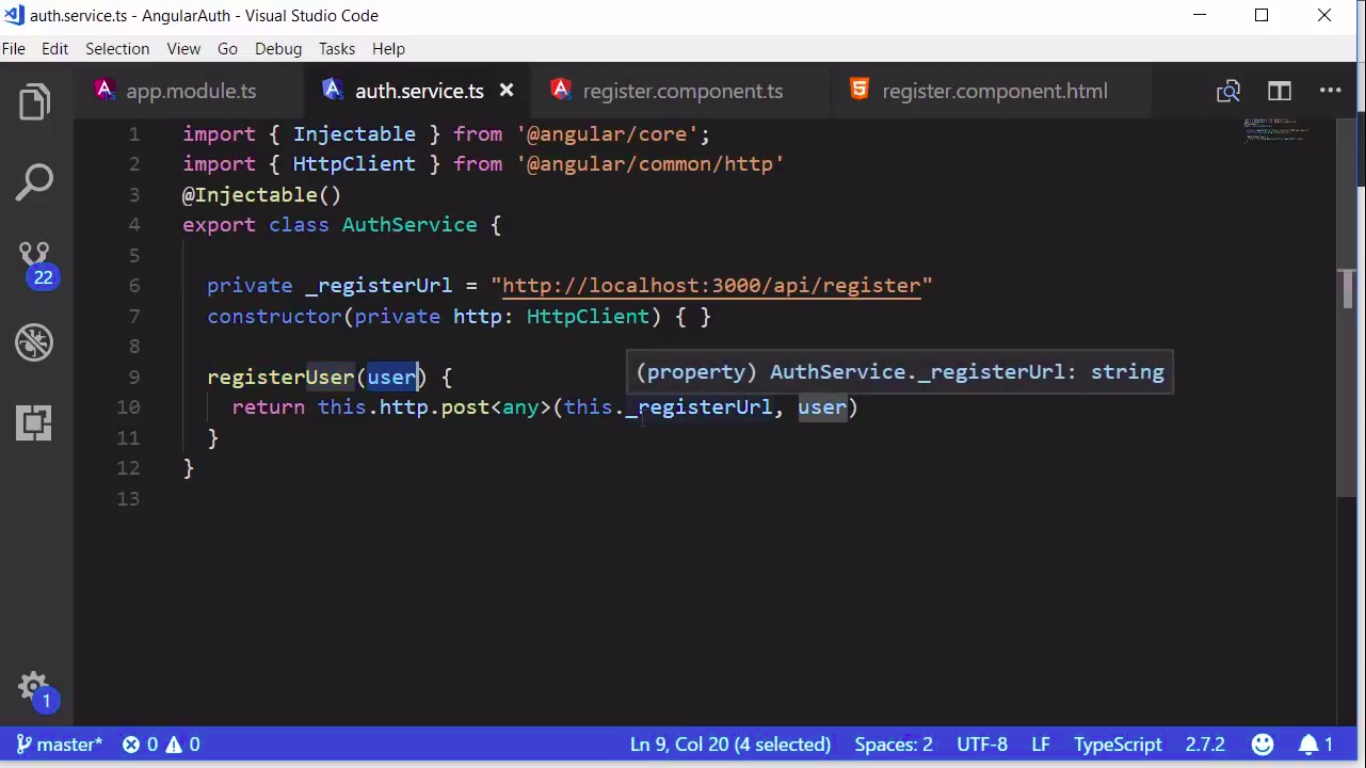 auth.service.ts - AngularAuth - Visual Studio Code
File Edit Selection View Go Debug Tasks Help
app.module.ts auth.service.ts register.component.ts register.component.html
1 import { Injectable } from '@angular/core';
2 import { HttpClient } from '@angular/common/http'
3 @Injectable()
4 export class AuthService {
5
6 private _registerUrl = "http://localhost:3000/api/register"
7 constructor(private http: HttpClient) { }
8
9 registerUser(user) {
(property) AuthService._registerUrl: string
10 return this.http.post<any>(this._registerUrl, user)
11 }
12 }
13
22
1
master* 0 0 Ln 9, Col 20 (4 selected) Spaces: 2 UTF-8 LF TypeScript 2.7.2 1